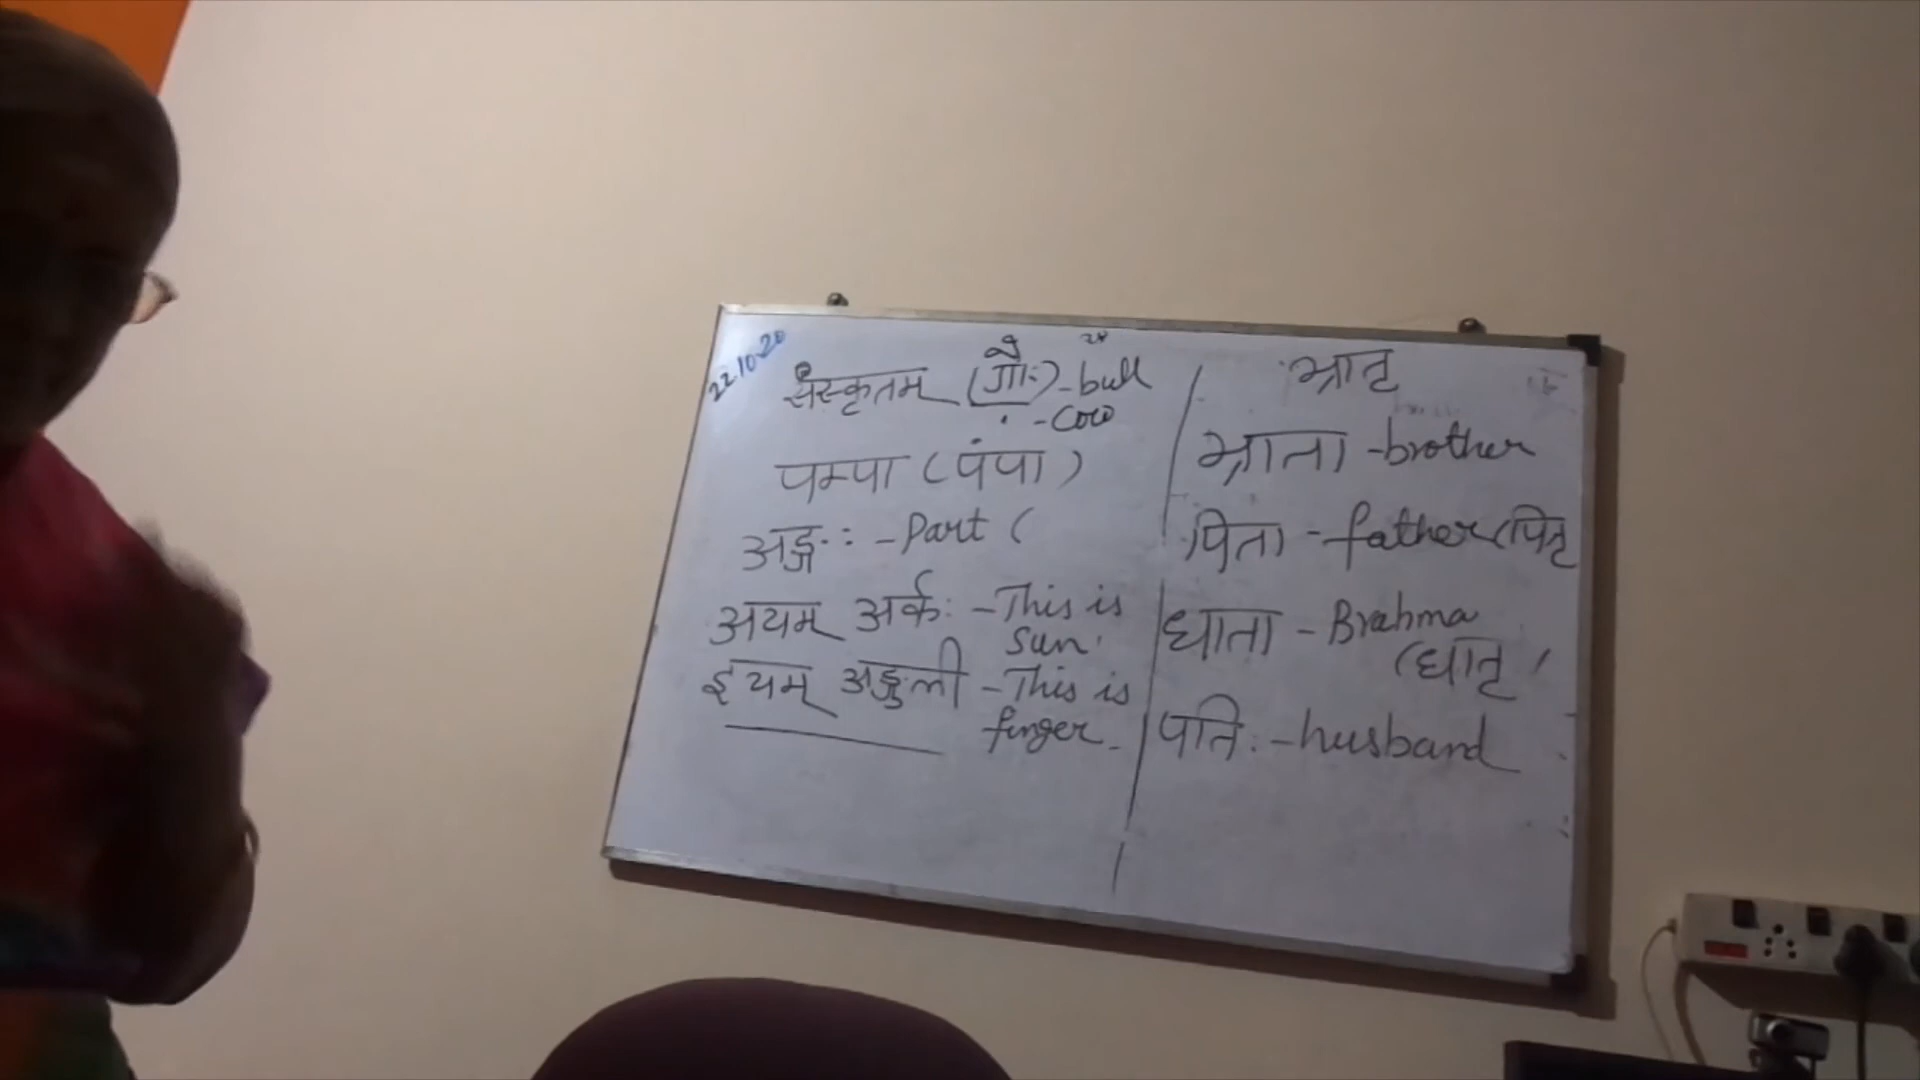 22.10.20
संस्कृतम् (गौः) - bull
- Cow
पम्पा (पंपा)
अङ्गः - Part (
अयम् अर्कः - This is
sun.
इयम् अङ्गुली - This is
finger.
भ्रातृ
भ्राता - brother
पिता - father (पितृ
धाता - Brahma
(धातृ)
पतिः - husband